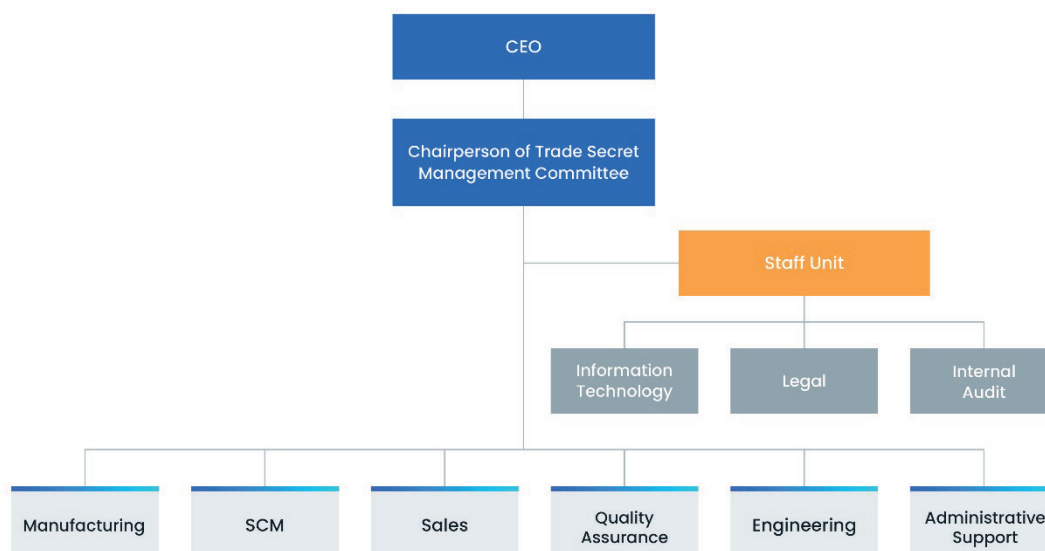 CEO
Chairperson of Trade Secret
Management Committee
Staff Unit
Information
Technology
Legal
Internal
Audit
Manufacturing
SCM
Sales
Quality
Assurance
Engineering
Administrative
Support